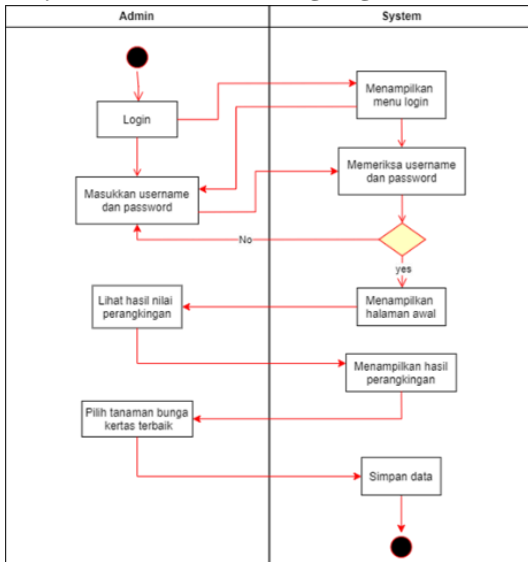 Admin
System
Menampilkan
menu login
Login
Memeriksa username
dan password
Masukkan username
dan password
No
yes
Lihat hasil nilai
perangkingan
Menampilkan
halaman awal
Menampilkan hasil
perangkingan
Pilih tanaman bunga
kertas terbaik
Simpan data